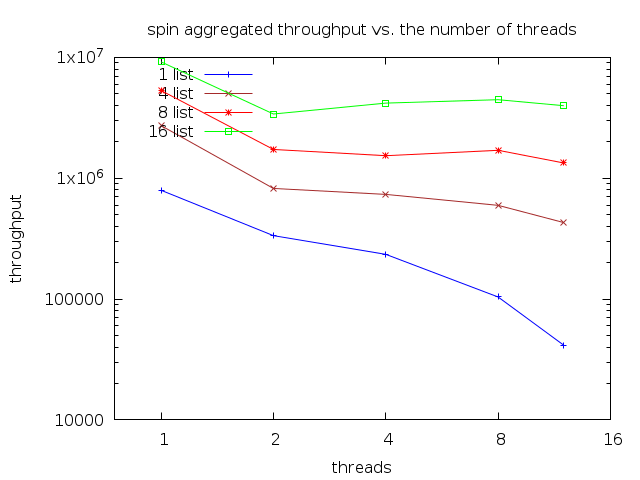 spin aggregated throughput vs. the number of threads
1x10^7
1x10^6
100000
10000
throughput
1 list
4 list
8 list
16 list
1 2 4 8 16
threads